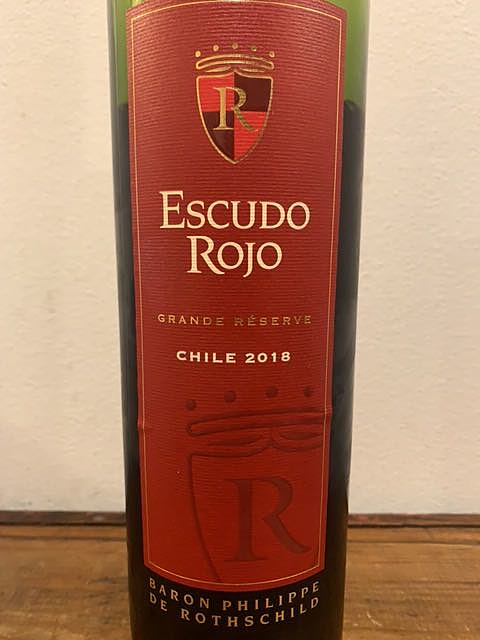 R
ESCUDO
ROJO
GRANDE RÉSERVE
CHILE 2018
R
BARON PHILIPPE
DE ROTHSCHILD